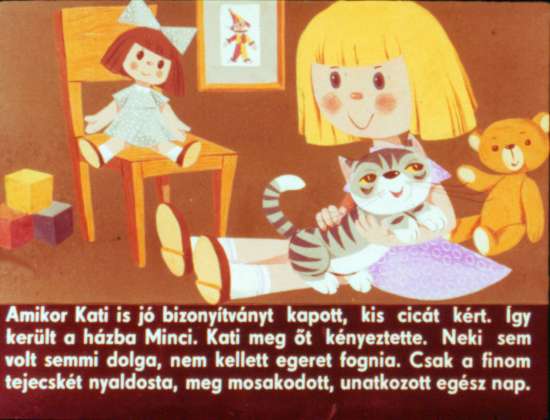 Amikor Kati is jó bizonyítványt kapott, kis cicát kért. Így
került a házba Minci. Kati meg őt kényeztette. Neki sem
volt semmi dolga, nem kellett egeret fognia. Csak a finom
tejecskét nyaldosta, meg mosakodott, unatkozott egész nap.